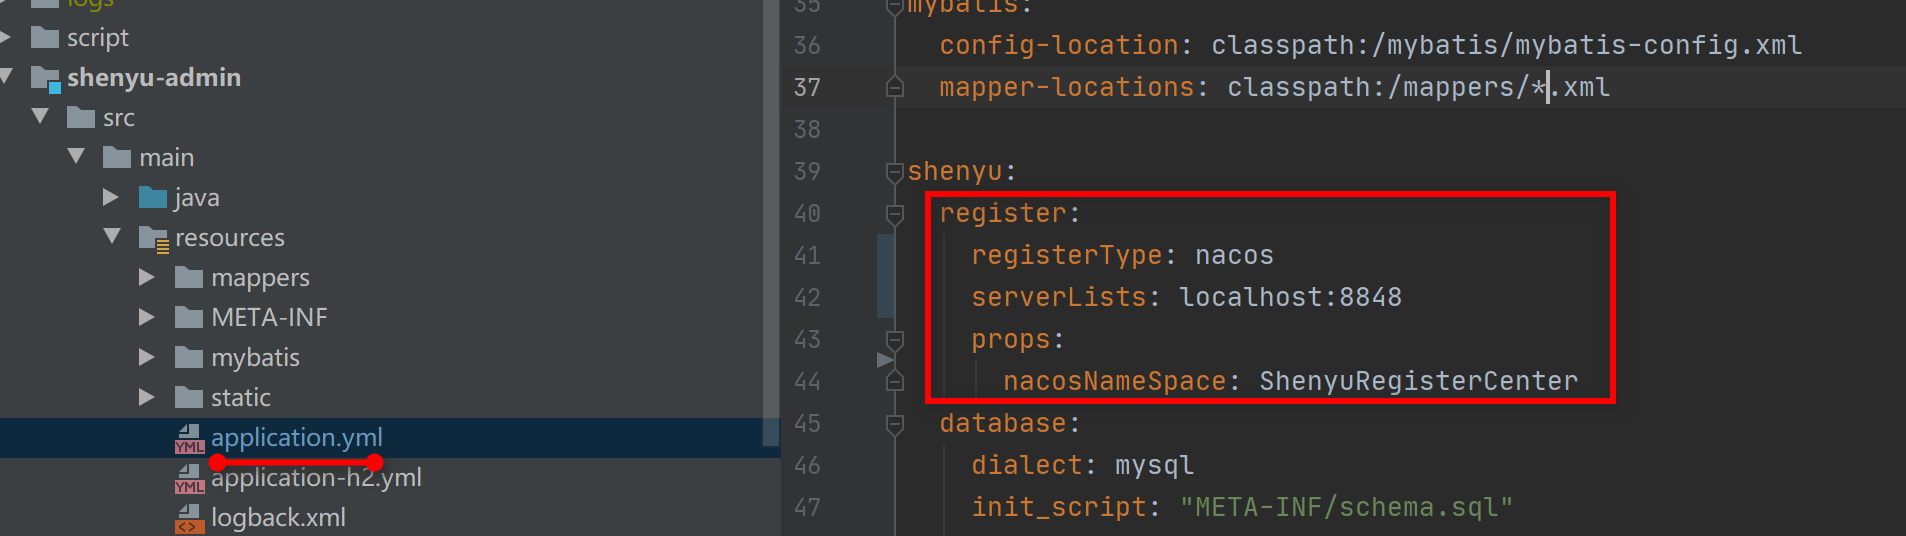 logs
script
shenyu-admin
src
main
java
resources
mappers
META-INF
mybatis
static
YML application.yml
YML application-h2.yml
<> logback.xml
35 mybatis:
36 config-location: classpath:/mybatis/mybatis-config.xml
37 mapper-locations: classpath:/mappers/*.xml
38
39 shenyu:
40 register:
41 registerType: nacos
42 serverLists: localhost:8848
43 props:
44 nacosNameSpace: ShenyuRegisterCenter
45 database:
46 dialect: mysql
47 init_script: "META-INF/schema.sql"